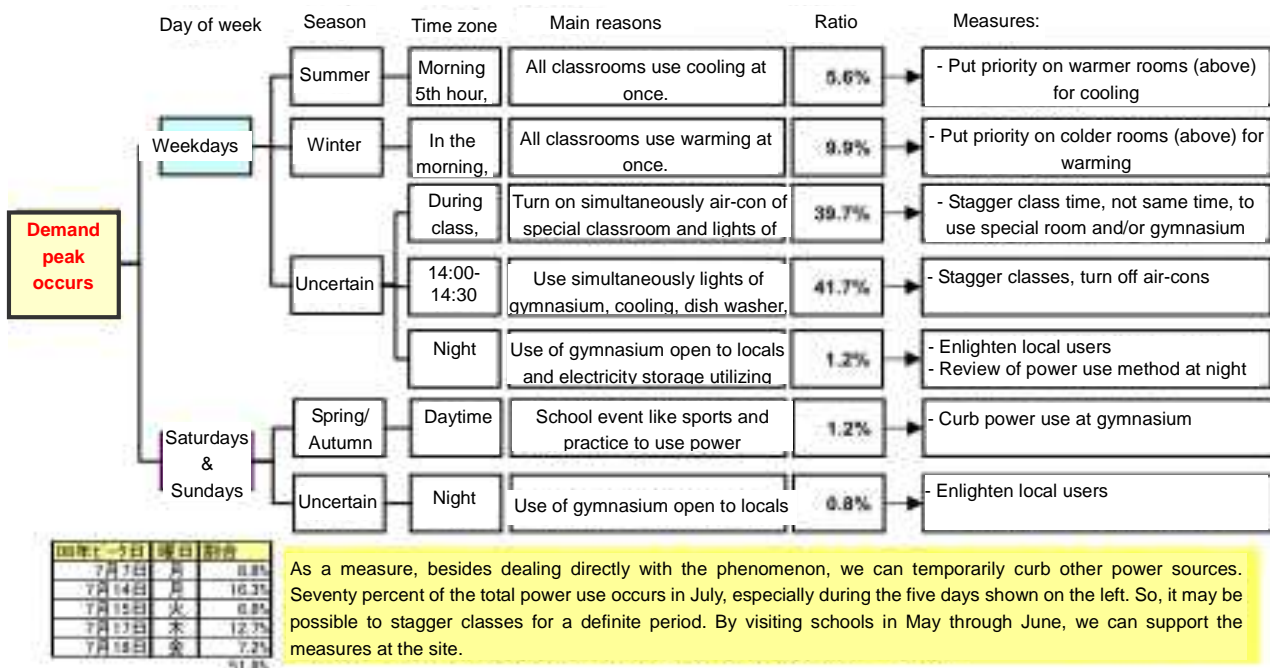 Day of week Season Time zone Main reasons Ratio Measures:
Summer
Morning
5th hour,
All classrooms use cooling at
once.
5.6%
- Put priority on warmer rooms (above)
for cooling
Weekdays
Winter
In the
morning,
All classrooms use warming at
once.
9.9%
- Put priority on colder rooms (above) for
warming
During
class,
Turn on simultaneously air-con of
special classroom and lights of
39.7%
- Stagger class time, not same time, to
use special room and/or gymnasium
Demand
peak
occurs
Uncertain
14:00-
14:30
Use simultaneously lights of
gymnasium, cooling, dish washer,
41.7%
- Stagger classes, turn off air-cons
Night
Use of gymnasium open to locals
and electricity storage utilizing
1.2%
- Enlighten local users
- Review of power use method at night
Saturdays
&
Sundays
Spring/
Autumn
Daytime
School event like sports and
practice to use power
1.2%
- Curb power use at gymnasium
Uncertain
Night
Use of gymnasium open to locals
0.8%
- Enlighten local users
曜日 割合
7月7日 月
7月14日 月
7月15日 火
7月17日 木 12.7%
7月18日 金 7.2%
As a measure, besides dealing directly with the phenomenon, we can temporarily curb other power sources.
Seventy percent of the total power use occurs in July, especially during the five days shown on the left. So, it may be
possible to stagger classes for a definite period. By visiting schools in May through June, we can support the
measures at the site.